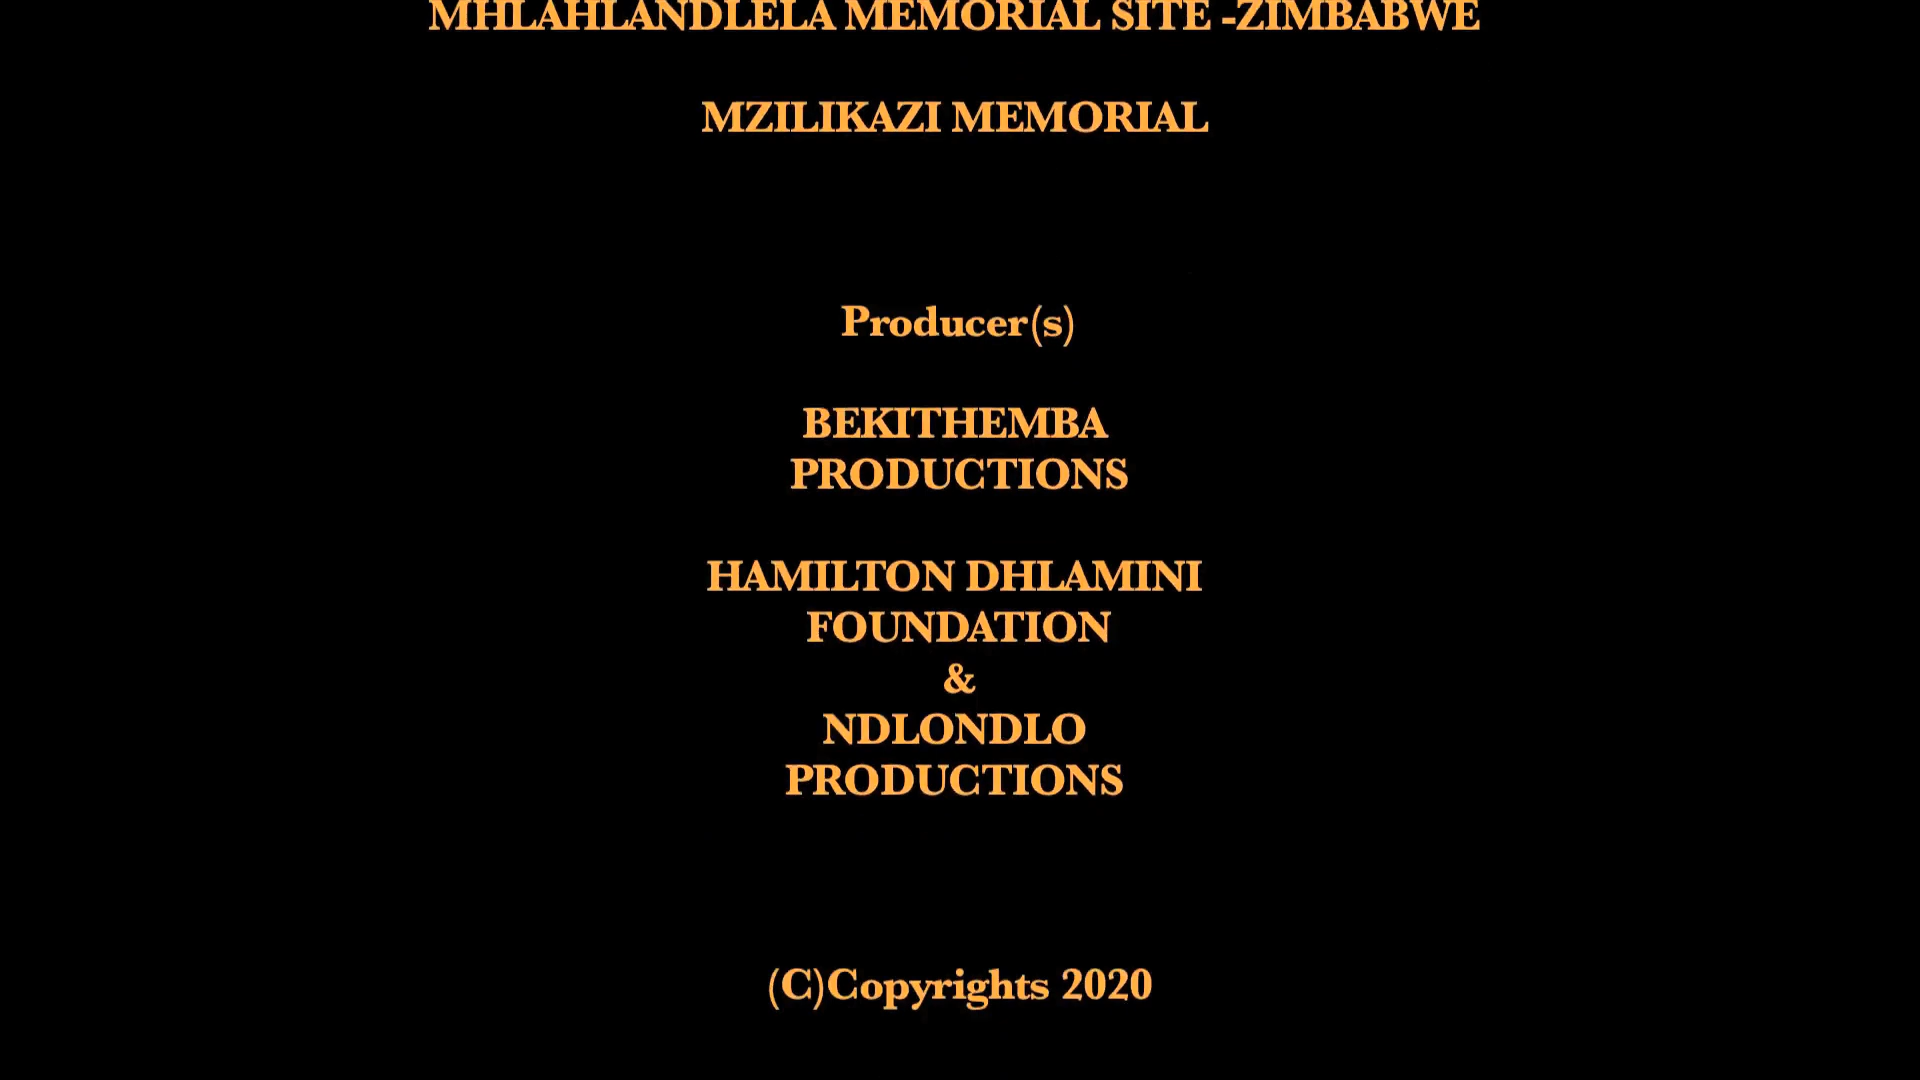 MHLAHLANDLELA MEMORIAL SITE -ZIMBABWE
MZILIKAZI MEMORIAL
Producer(s)
BEKITHEMBA
PRODUCTIONS
HAMILTON DHLAMINI
FOUNDATION
&
NDLONDLO
PRODUCTIONS
(C)Copyrights 2020